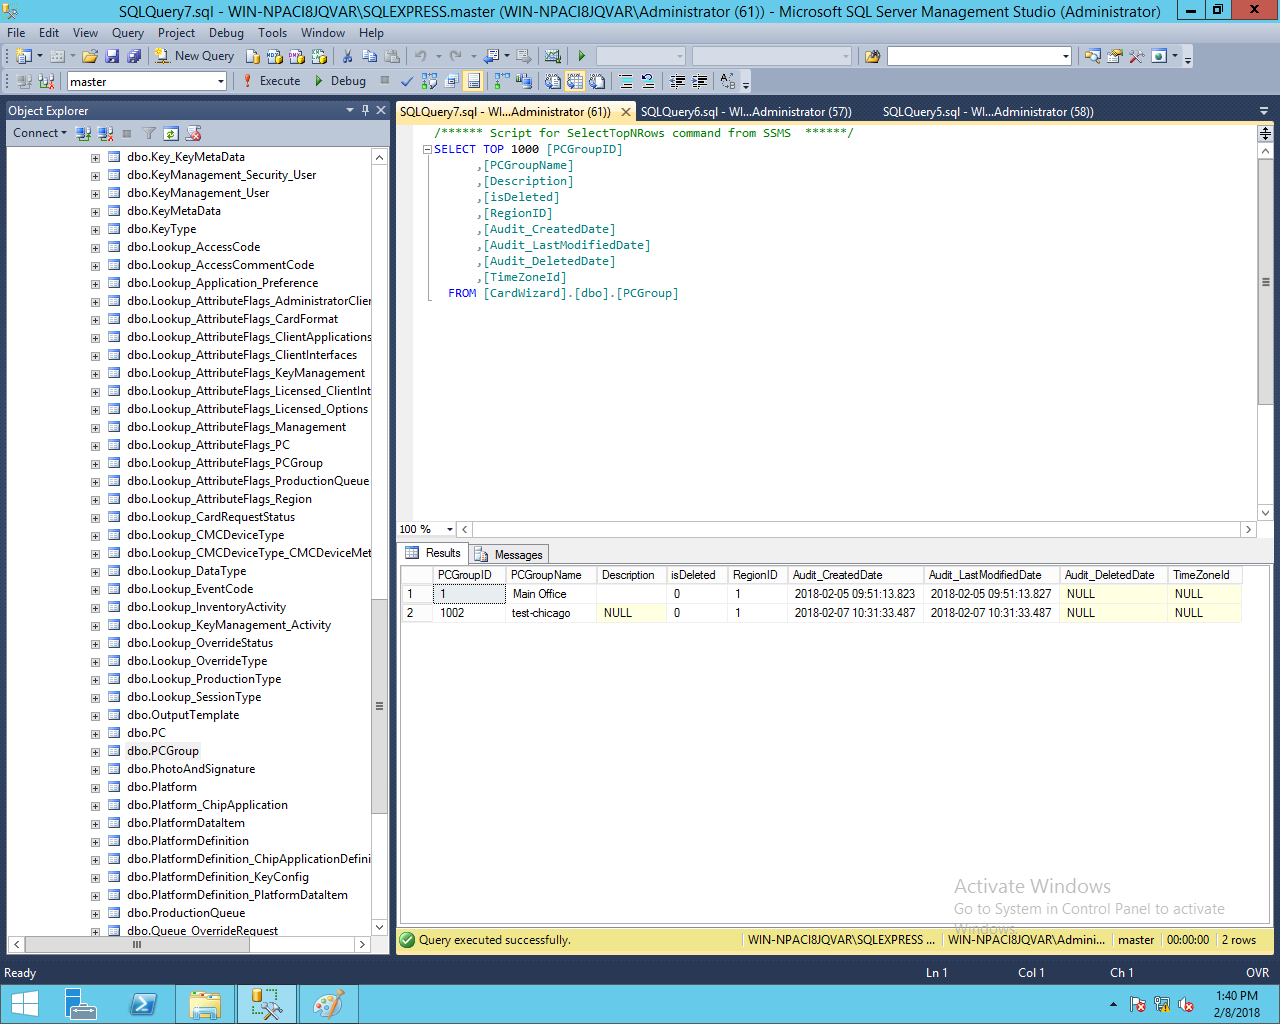 SQLQuery7.sql - WIN-NPACI8JQVAR\SQLEXPRESS.master (WIN-NPACI8JQVAR\Administrator (61)) - Microsoft SQL Server Management Studio (Administrator)
File Edit View Query Project Debug Tools Window Help
New Query
master Execute Debug
Object Explorer
Connect
dbo.Key_KeyMetaData
dbo.KeyManagement_Security_User
dbo.KeyManagement_User
dbo.KeyMetaData
dbo.KeyType
dbo.Lookup_AccessCode
dbo.Lookup_AccessCommentCode
dbo.Lookup_Application_Preference
dbo.Lookup_AttributeFlags_AdministratorClier
dbo.Lookup_AttributeFlags_CardFormat
dbo.Lookup_AttributeFlags_ClientApplications
dbo.Lookup_AttributeFlags_ClientInterfaces
dbo.Lookup_AttributeFlags_KeyManagement
dbo.Lookup_AttributeFlags_Licensed_ClientInt
dbo.Lookup_AttributeFlags_Licensed_Options
dbo.Lookup_AttributeFlags_Management
dbo.Lookup_AttributeFlags_PC
dbo.Lookup_AttributeFlags_PCGroup
dbo.Lookup_AttributeFlags_ProductionQueue
dbo.Lookup_AttributeFlags_Region
dbo.Lookup_CardRequestStatus
dbo.Lookup_CMCDeviceType
dbo.Lookup_CMCDeviceType_CMCDeviceMet
dbo.Lookup_DataType
dbo.Lookup_EventCode
dbo.Lookup_InventoryActivity
dbo.Lookup_KeyManagement_Activity
dbo.Lookup_OverrideStatus
dbo.Lookup_OverrideType
dbo.Lookup_ProductionType
dbo.Lookup_SessionType
dbo.OutputTemplate
dbo.PC
dbo.PCGroup
dbo.PhotoAndSignature
dbo.Platform
dbo.Platform_ChipApplication
dbo.PlatformDataItem
dbo.PlatformDefinition
dbo.PlatformDefinition_ChipApplicationDefini
dbo.PlatformDefinition_KeyConfig
dbo.PlatformDefinition_PlatformDataItem
dbo.ProductionQueue
dbo.Queue_OverrideRequest
SQLQuery7.sql - WI...Administrator (61)) SQLQuery6.sql - WI...Administrator (57)) SQLQuery5.sql - WI...Administrator (58))
/****** Script for SelectTopNRows command from SSMS ******/
SELECT TOP 1000 [PCGroupID]
,[PCGroupName]
,[Description]
,[isDeleted]
,[RegionID]
,[Audit_CreatedDate]
,[Audit_LastModifiedDate]
,[Audit_DeletedDate]
,[TimeZoneId]
FROM [CardWizard].[dbo].[PCGroup]
100 %
Results Messages
PCGroupID PCGroupName Description isDeleted RegionID Audit_CreatedDate Audit_LastModifiedDate Audit_DeletedDate TimeZoneId
1 1 Main Office 0 1 2018-02-05 09:51:13.823 2018-02-05 09:51:13.827 NULL NULL
2 1002 test-chicago NULL 0 1 2018-02-07 10:31:33.487 2018-02-07 10:31:33.487 NULL NULL
Activate Windows
Go to System in Control Panel to activate
Windows.
Query executed successfully. WIN-NPACI8JQVAR\SQLEXPRESS ... WIN-NPACI8JQVAR\Admini... master 00:00:00 2 rows
Ready Ln 1 Col 1 Ch 1 OVR
1:40 PM
2/8/2018